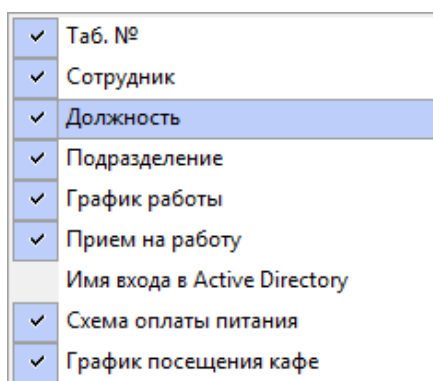 Таб. №
Сотрудник
Должность
Подразделение
График работы
Прием на работу
Имя входа в Active Directory
Схема оплаты питания
График посещения кафе